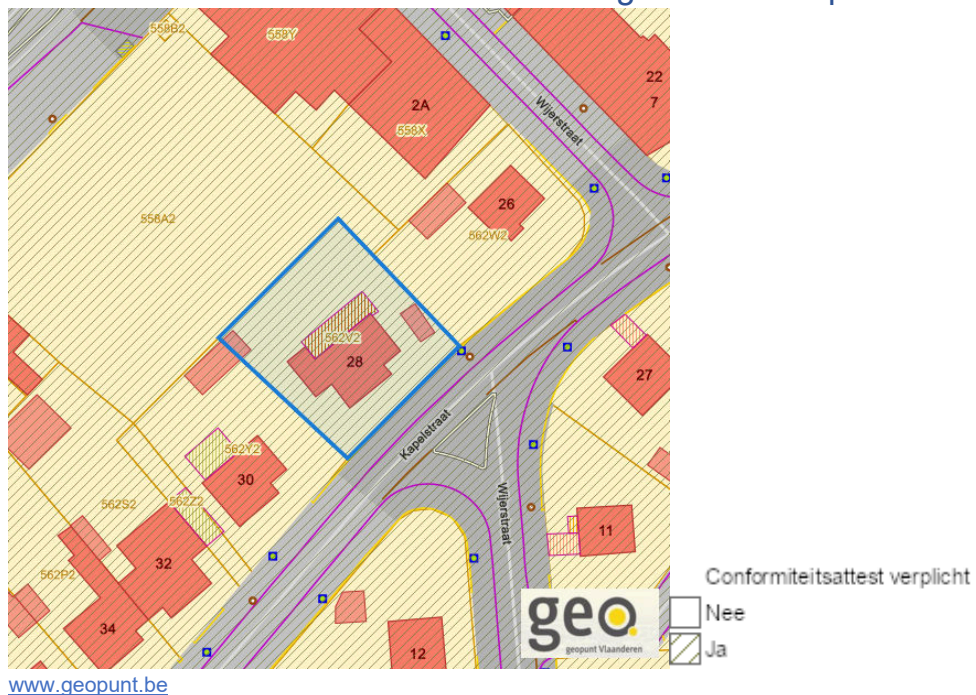 558B2
558Y
22
7
2A
558X
Wijerstraat
26
562W2
558A2
562V2
28
27
Kapelstraat
562Y2
30
562S2
562Z2
Wijerstraat
11
32
562P2
34
12
geo
geopunt Vlaanderen
Conformiteitsattest verplicht
Nee
Ja
www.geopunt.be